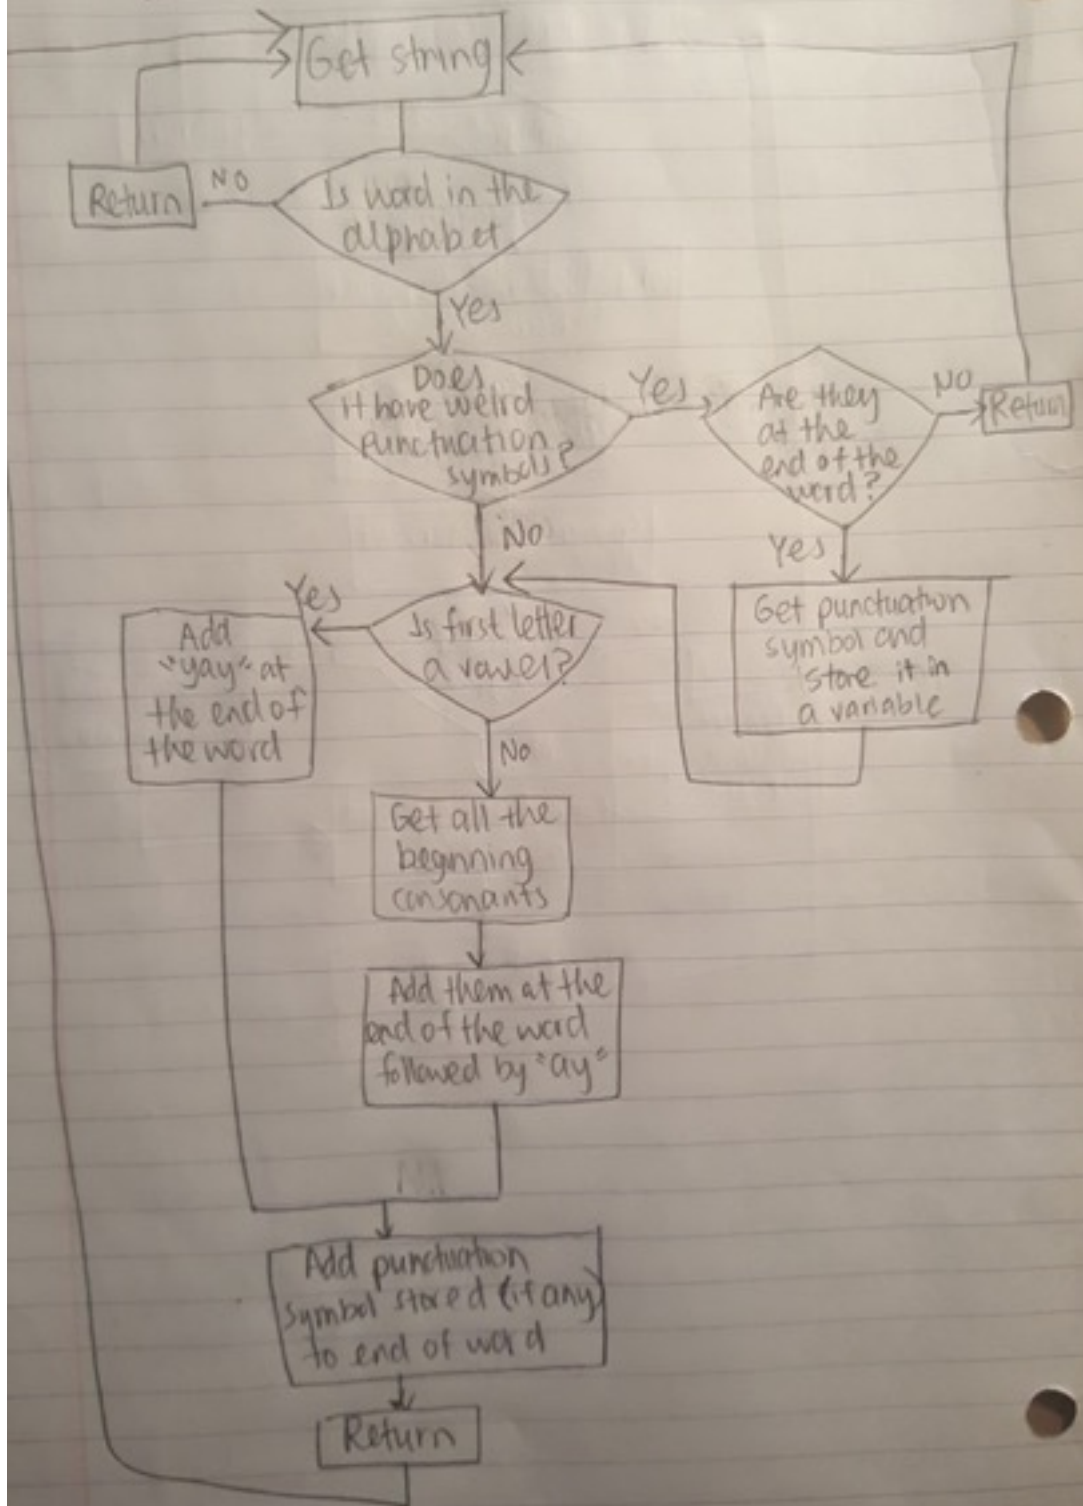 Get string
Return
NO
Is word in the
alphabet
Yes
Does
it have weird
punctuation
symbols?
Yes
Are they
at the
end of the
word?
NO
Return
No
Yes
Get punctuation
symbol and
store it in
a variable
Is first letter
a vowel?
Yes
Add
"yay" at
the end of
the word
No
Get all the
beginning
consonants
Add them at the
end of the word
followed by "ay"
Add punctuation
symbol stored (if any)
to end of word
Return